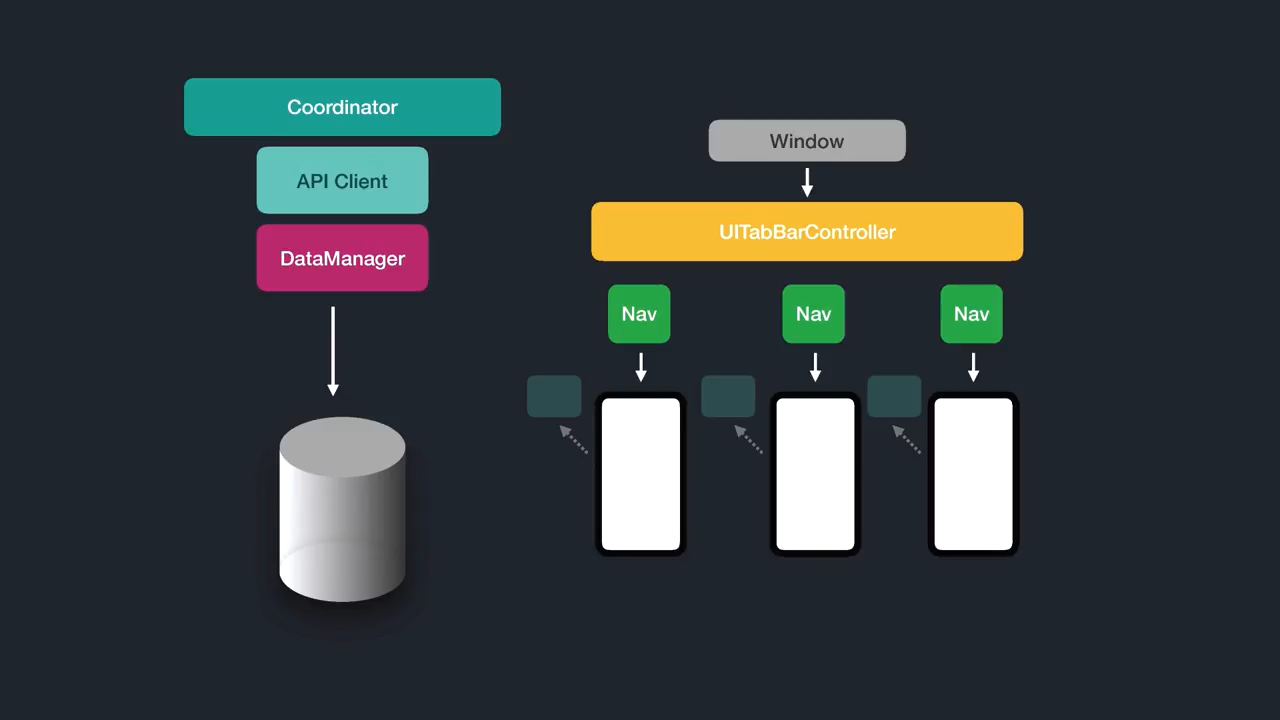 Coordinator
API Client
DataManager
Window
UITabBarController
Nav
Nav
Nav